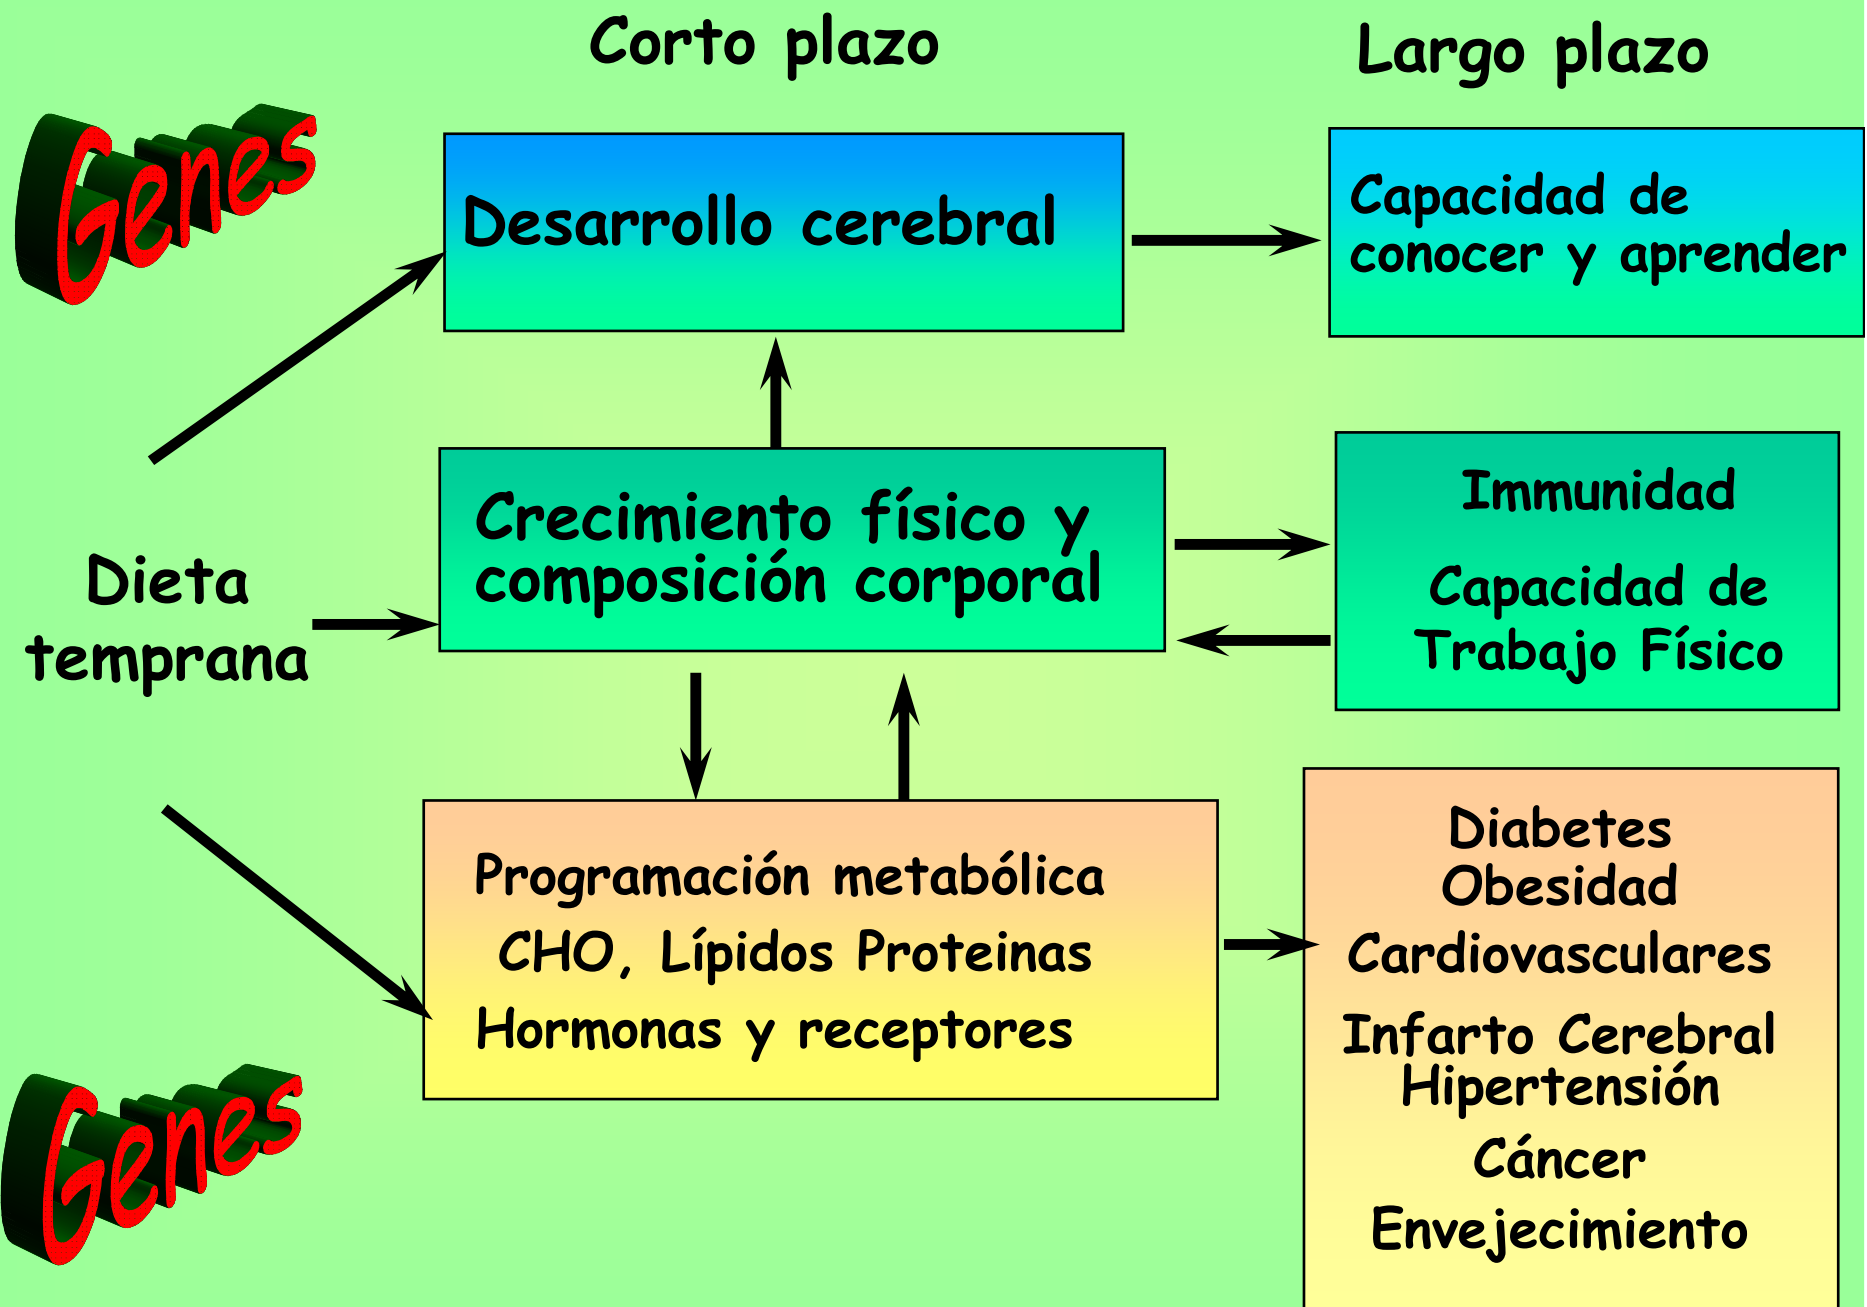 Corto plazo
Largo plazo
Genes
Desarrollo cerebral
Capacidad de
conocer y aprender
Dieta
temprana
Crecimiento físico y
composición corporal
Immunidad
Capacidad de
Trabajo Físico
Programación metabólica
CHO, Lípidos Proteinas
Hormonas y receptores
Diabetes
Obesidad
Cardiovasculares
Infarto Cerebral
Hipertensión
Cáncer
Envejecimiento
Genes